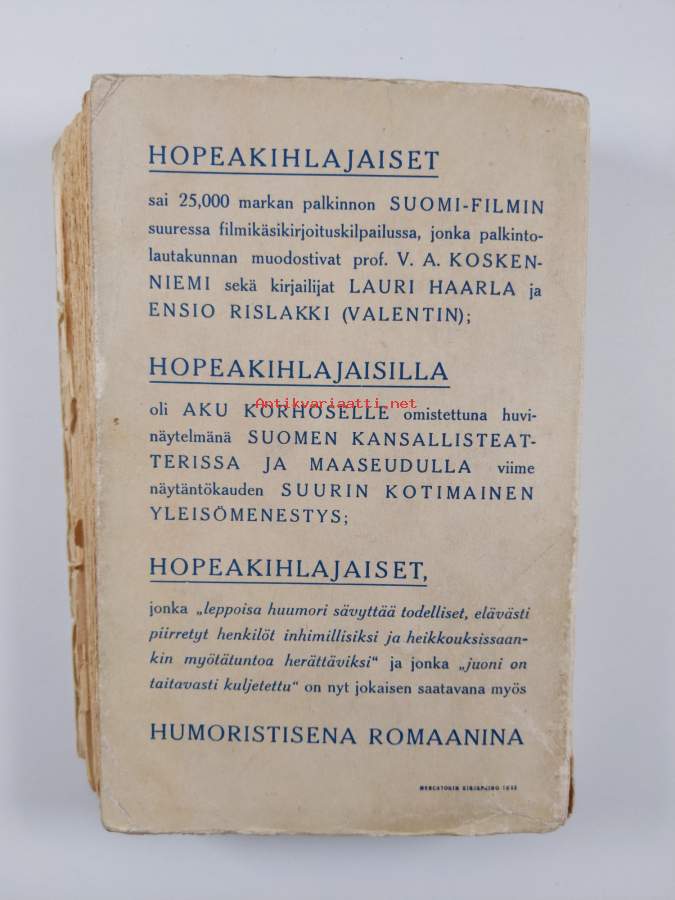 HOPEAKIHLAJAISET
sai 25,000 markan palkinnon SUOMI-FILMIN
suuressa filmikäsikirjoituskilpailussa, jonka palkinto-
lautakunnan muodostivat prof. V. A. KOSKEN-
NIEMI sekä kirjailijat LAURI HAARLA ja
ENSIO RISLAKKI (VALENTIN);
HOPEAKIHLAJAISILLA
Antikvariaatti.net
oli AKU KORHOSELLE omistettuna huvi-
näytelmänä SUOMEN KANSALLISTEAT-
TERISSA JA MAASEUDULLA viime
näytäntökauden SUURIN KOTIMAINEN
YLEISÖMENESTYS;
HOPEAKIHLAJAISET,
jonka „leppoisa huumori sävyttää todelliset, elävästi
piirretyt henkilöt inhimillisiksi ja heikkouksissaan-
kin myötätuntoa herättäviksi“ ja jonka „juoni on
taitavasti kuljetettu“ on nyt jokaisen saatavana myös
HUMORISTISENA ROMAANINA
MERCATORIN KIRJAPAINO